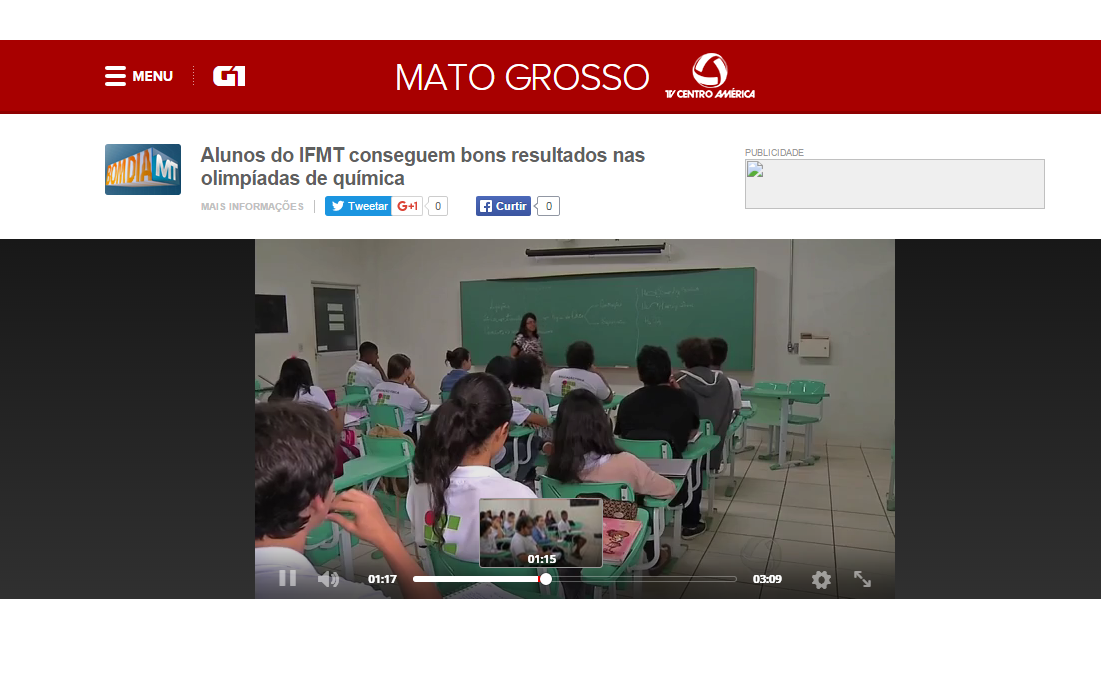 MENU
G1
MATO GROSSO
TV CENTRO AMÉRICA
BOM DIA MT
Alunos do IFMT conseguem bons resultados nas
olimpíadas de química
MAIS INFORMAÇÕES
Tweetar
G+1
0
Curtir
0
PUBLICIDADE
01:15
01:17
03:09